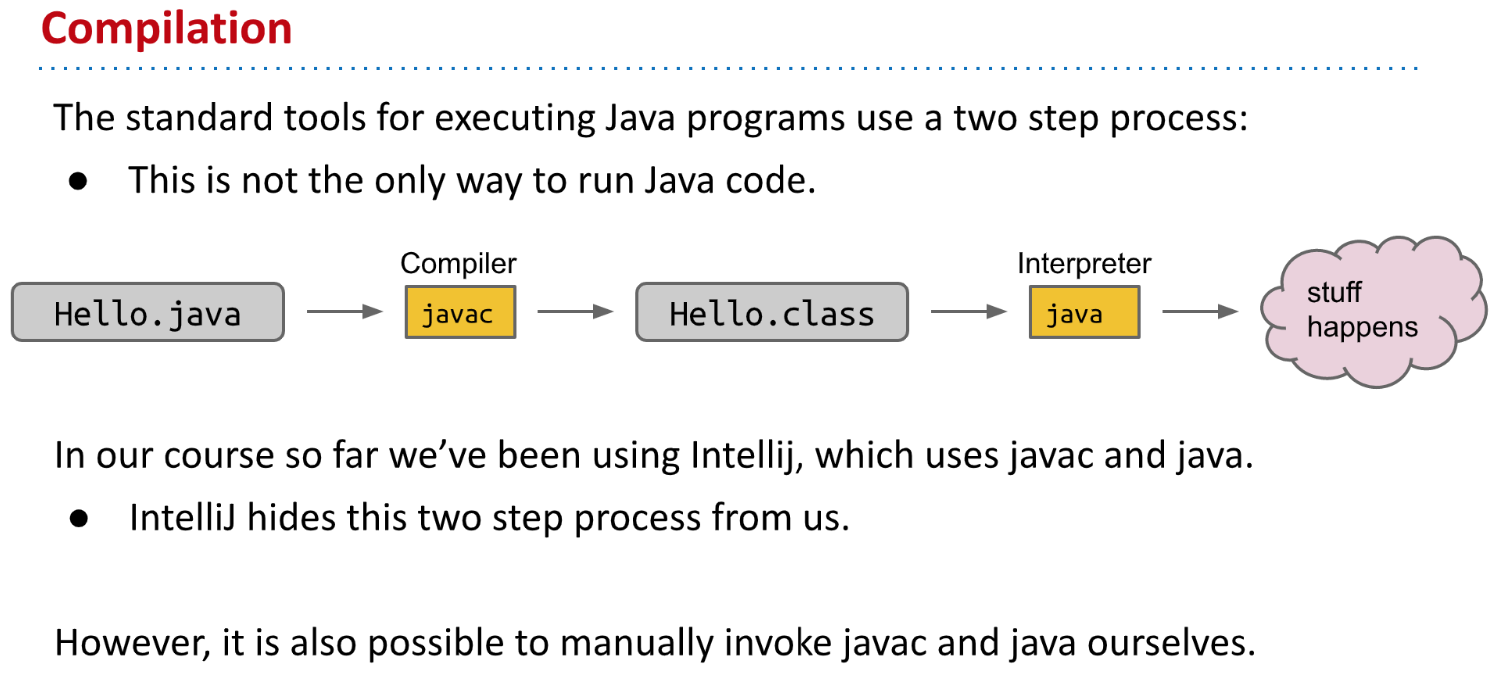 Compilation
The standard tools for executing Java programs use a two step process:
● This is not the only way to run Java code.
Compiler
Interpreter
Hello.java
javac
Hello.class
java
stuff
happens
In our course so far we’ve been using Intellij, which uses javac and java.
● IntelliJ hides this two step process from us.
However, it is also possible to manually invoke javac and java ourselves.